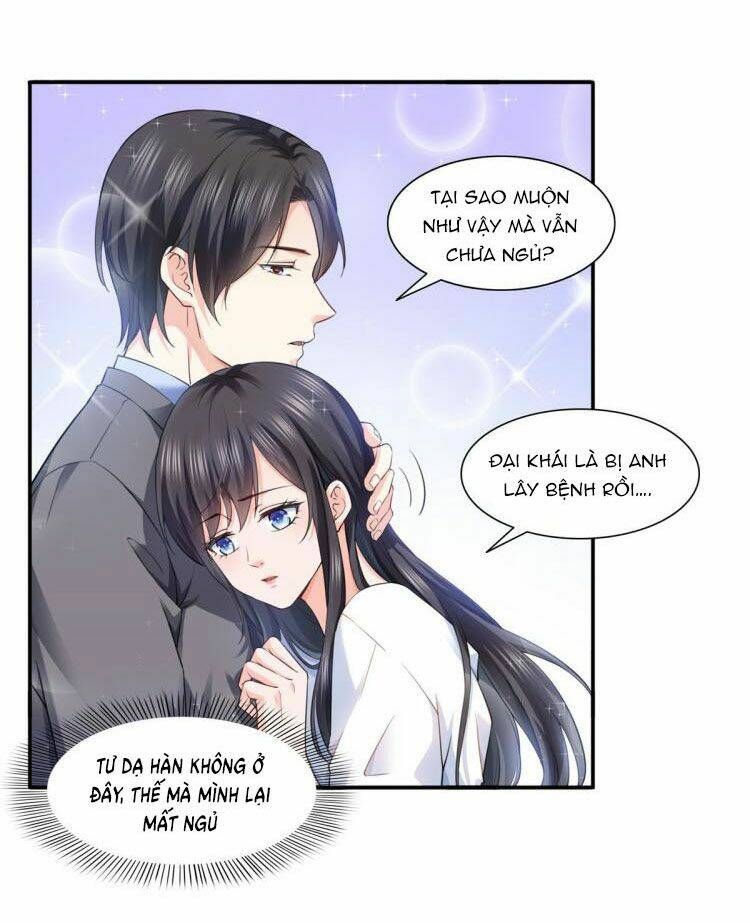 TẠI SAO MUỘN
NHƯ VẬY MÀ VẪN
CHƯA NGỦ?
ĐẠI KHÁI LÀ BỊ ANH
LÂY BỆNH RỒI....
TƯ DẠ HÀN KHÔNG Ở
ĐÂY, THẾ MÀ MÌNH LẠI
MẤT NGỦ